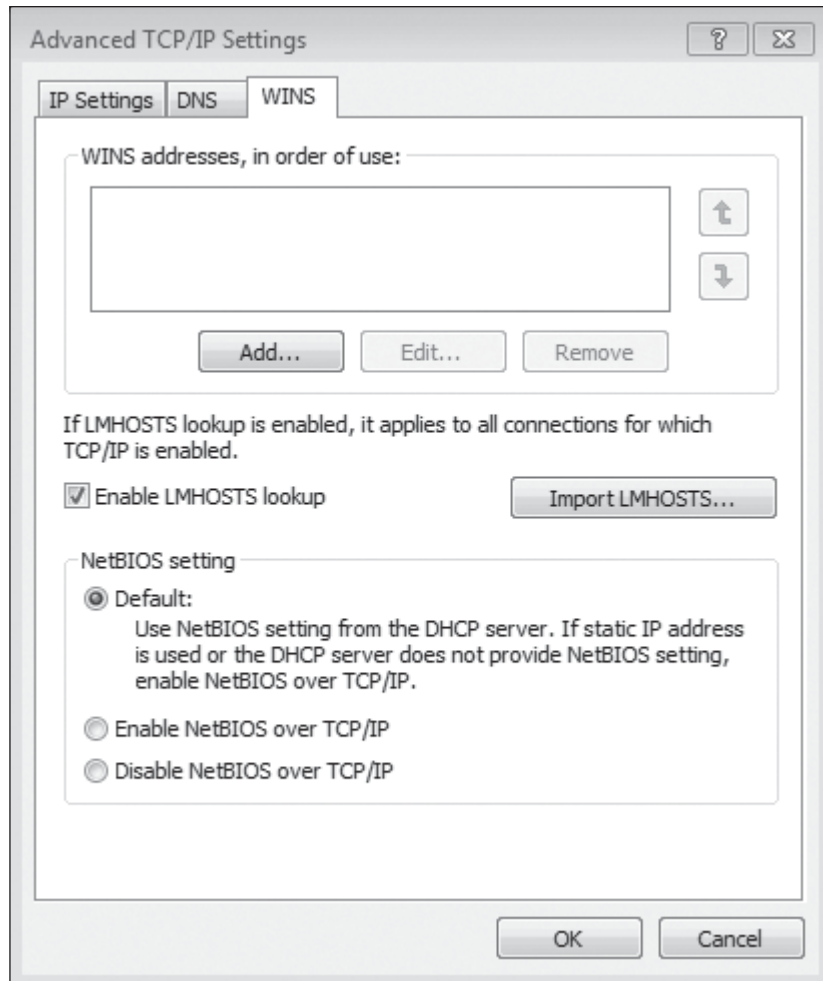 Advanced TCP/IP Settings
IP Settings DNS WINS
WINS addresses, in order of use:
Add... Edit... Remove
If LMHOSTS lookup is enabled, it applies to all connections for which
TCP/IP is enabled.
Enable LMHOSTS lookup Import LMHOSTS...
NetBIOS setting
Default:
Use NetBIOS setting from the DHCP server. If static IP address
is used or the DHCP server does not provide NetBIOS setting,
enable NetBIOS over TCP/IP.
Enable NetBIOS over TCP/IP
Disable NetBIOS over TCP/IP
OK Cancel